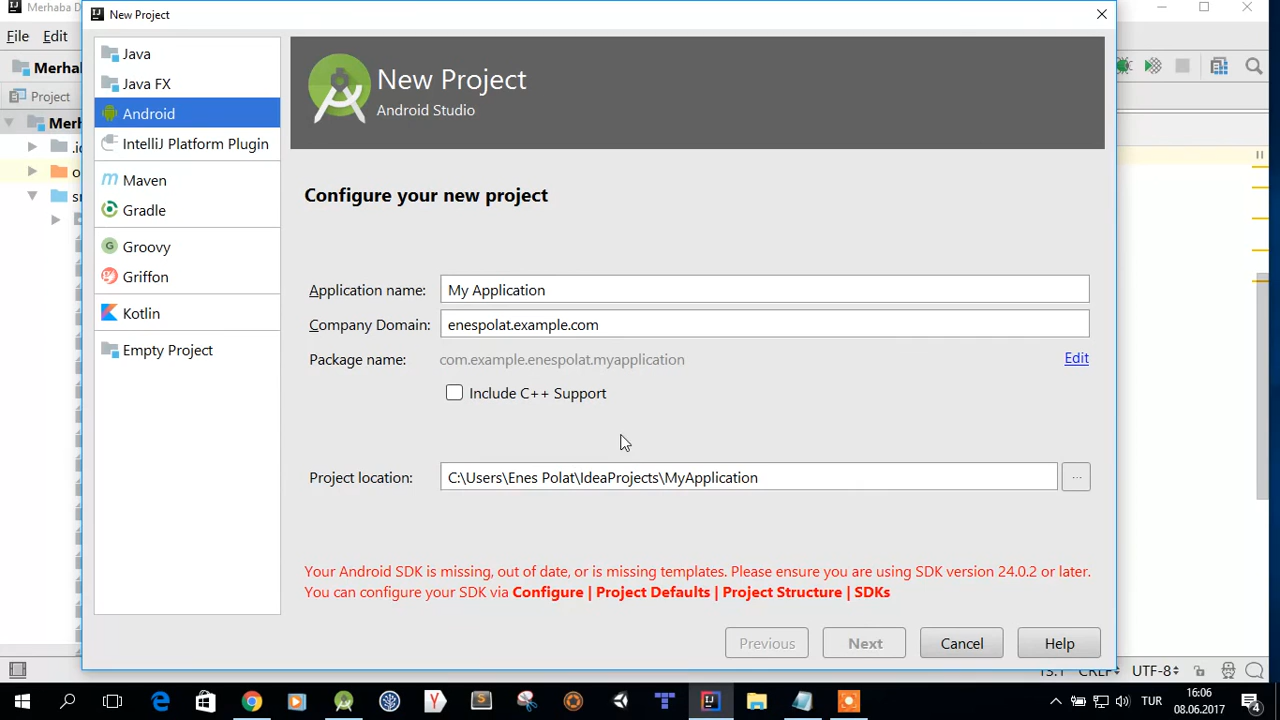 Merhaba D
New Project
File Edit
Merhab
Project
Mer
.i
o
sr
Java
Java FX
Android
IntelliJ Platform Plugin
Maven
Gradle
Groovy
Griffon
Kotlin
Empty Project
New Project
Android Studio
Configure your new project
Application name: My Application
Company Domain: enespolat.example.com
Package name: com.example.enespolat.myapplication Edit
Include C++ Support
Project location: C:\Users\Enes Polat\IdeaProjects\MyApplication ...
Your Android SDK is missing, out of date, or is missing templates. Please ensure you are using SDK version 24.0.2 or later.
You can configure your SDK via Configure | Project Defaults | Project Structure | SDKs
Previous Next Cancel Help
UTF-8
TUR 16:06
08.06.2017 4